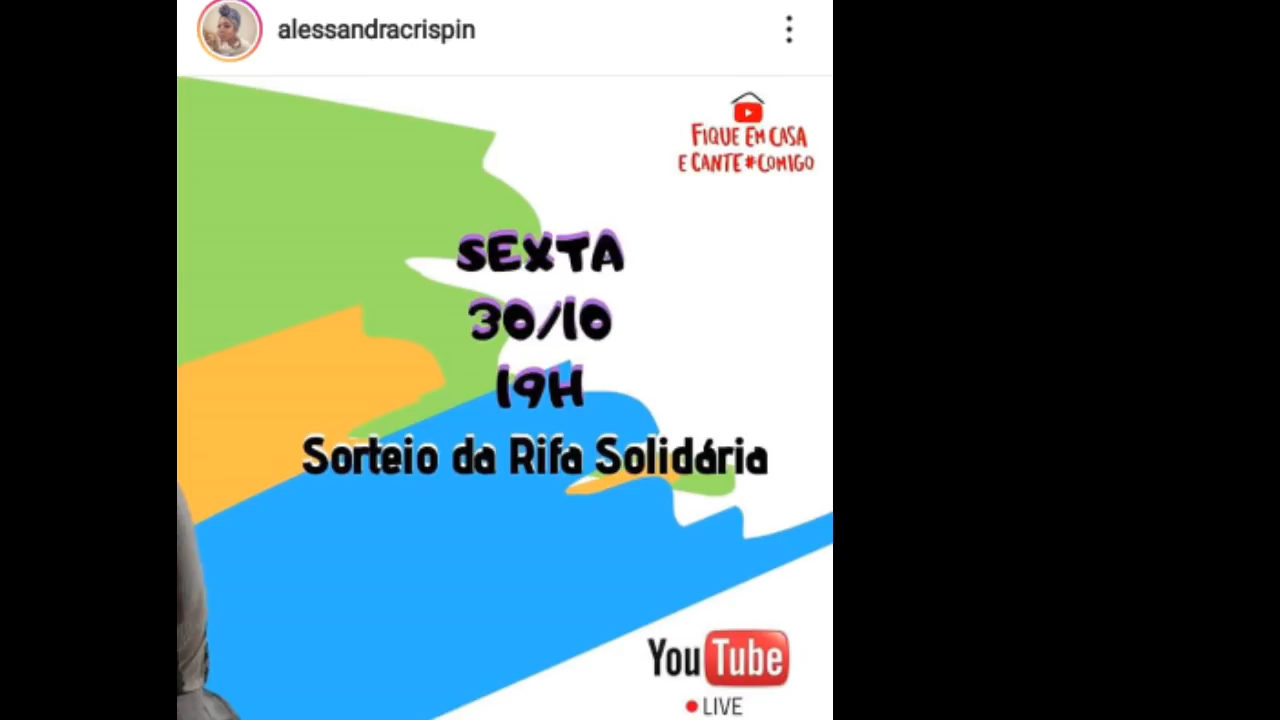 alessandracrispin
FIQUE EM CASA
E CANTE#COMIGO
SEXTA
30/10
19H
Sorteio da Rifa Solidária
YouTube
LIVE